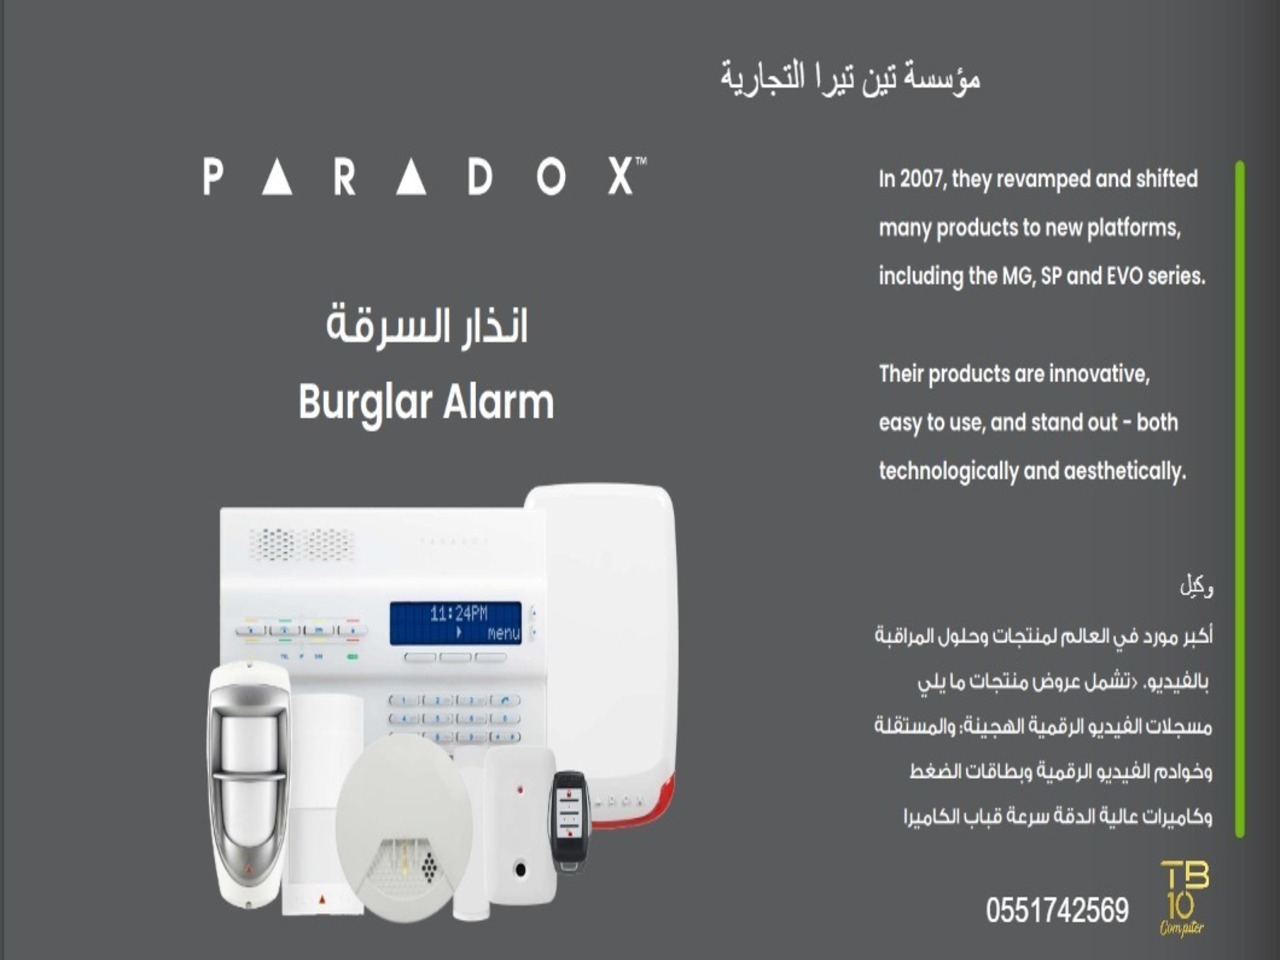 مؤسسة تين تيرا التجارية
PARADOX™
انذار السرقة
Burglar Alarm
11:24PM
menu
In 2007, they revamped and shifted
many products to new platforms,
including the MG, SP and EVO series.
Their products are innovative,
easy to use, and stand out - both
technologically and aesthetically.
وكيل
أكبر مورد في العالم لمنتجات وحلول المراقبة
بالفيديو. ‹تشمل عروض منتجات ما يلي
مسجلات الفيديو الرقمية الهجينة: والمستقلة
وخوادم الفيديو الرقمية وبطاقات الضغط
وكاميرات عالية الدقة سرعة قباب الكاميرا
0551742569
TB
10
Computer